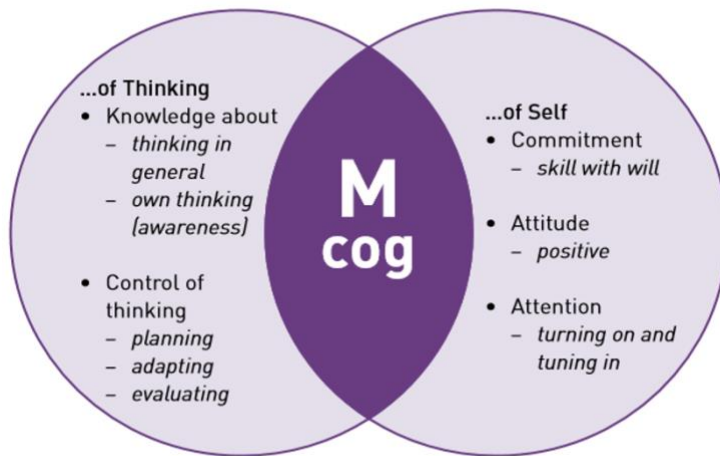 ...of Thinking
• Knowledge about
– thinking in
general
– own thinking
(awareness)
• Control of
thinking
– planning
– adapting
– evaluating
M
cog
...of Self
• Commitment
– skill with will
• Attitude
– positive
• Attention
– turning on and
tuning in